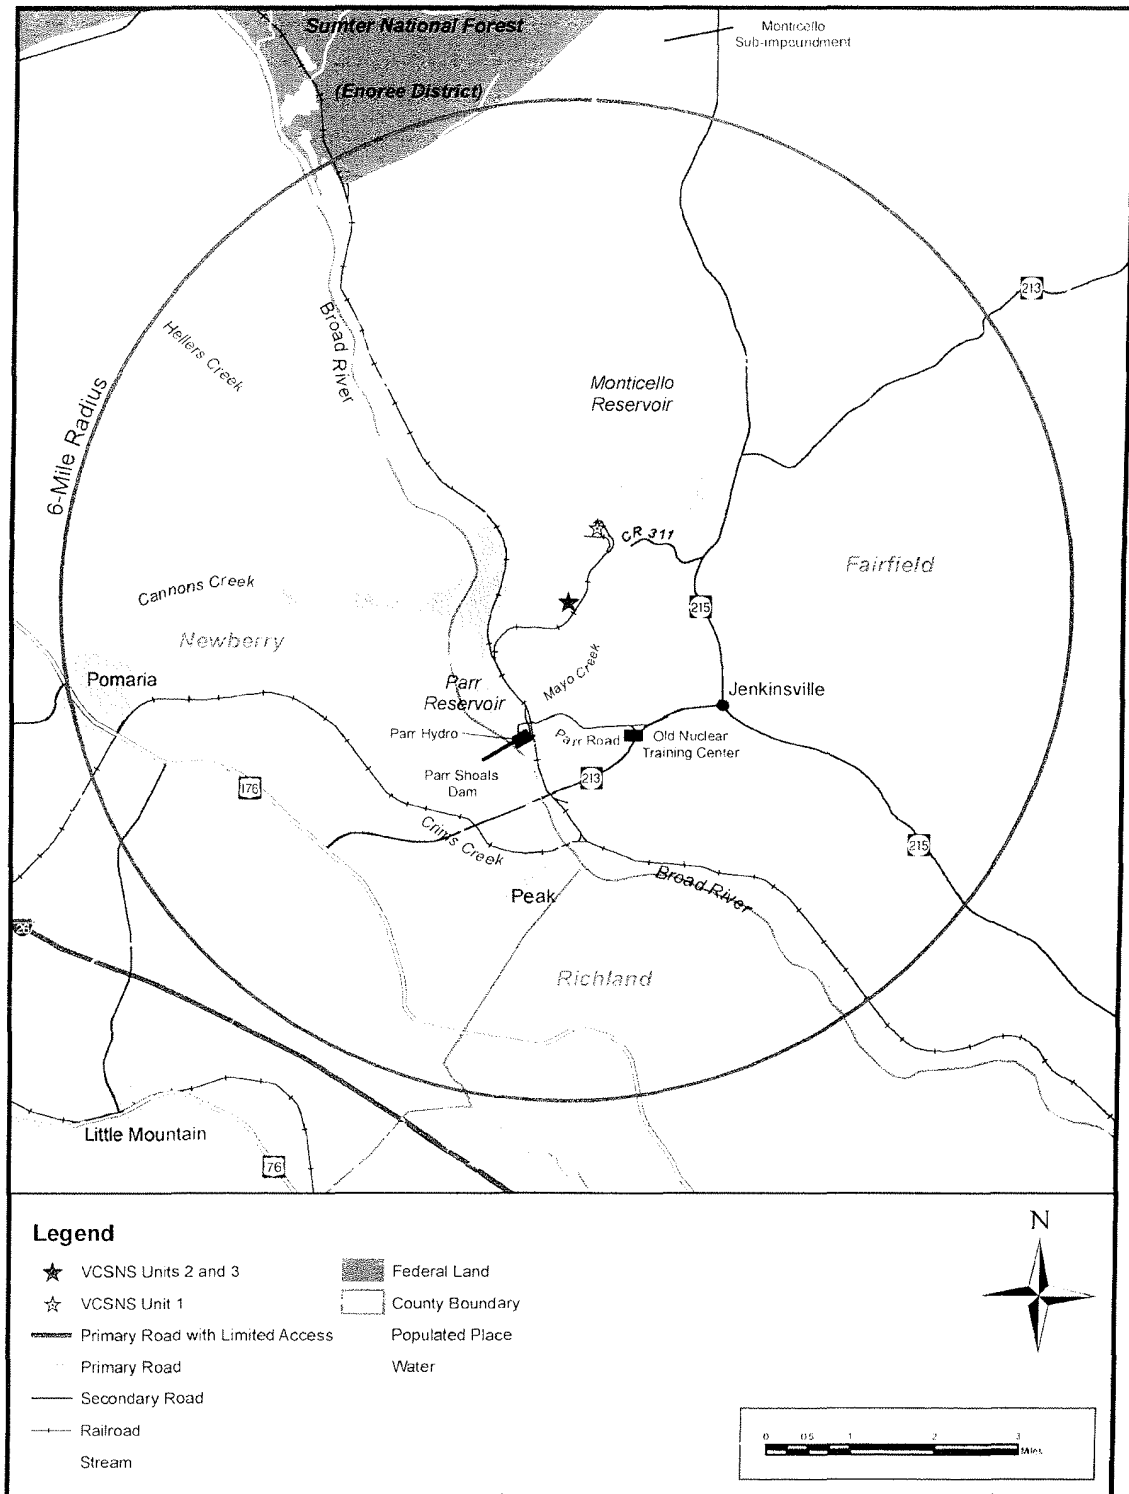 Sumter National Forest
(Enoree District)
Monticello
Sub-impoundment
213
Hellers Creek
Broad River
Monticello
Reservoir
6-Mile Radius
CR 311
Fairfield
Cannons Creek
215
Newberry
Mayo Creek
Pomaria
Parr
Reservoir
Jenkinsville
Parr Hydro
Parr Road
Old Nuclear
Training Center
Parr Shoals
Dam
213
176
Crims Creek
215
Peak
Broad River
26
Richland
Little Mountain
76
Legend
VCSNS Units 2 and 3
VCSNS Unit 1
Primary Road with Limited Access
Primary Road
Secondary Road
Railroad
Stream
Federal Land
County Boundary
Populated Place
Water
N
0 0.5 1 2 3
Miles